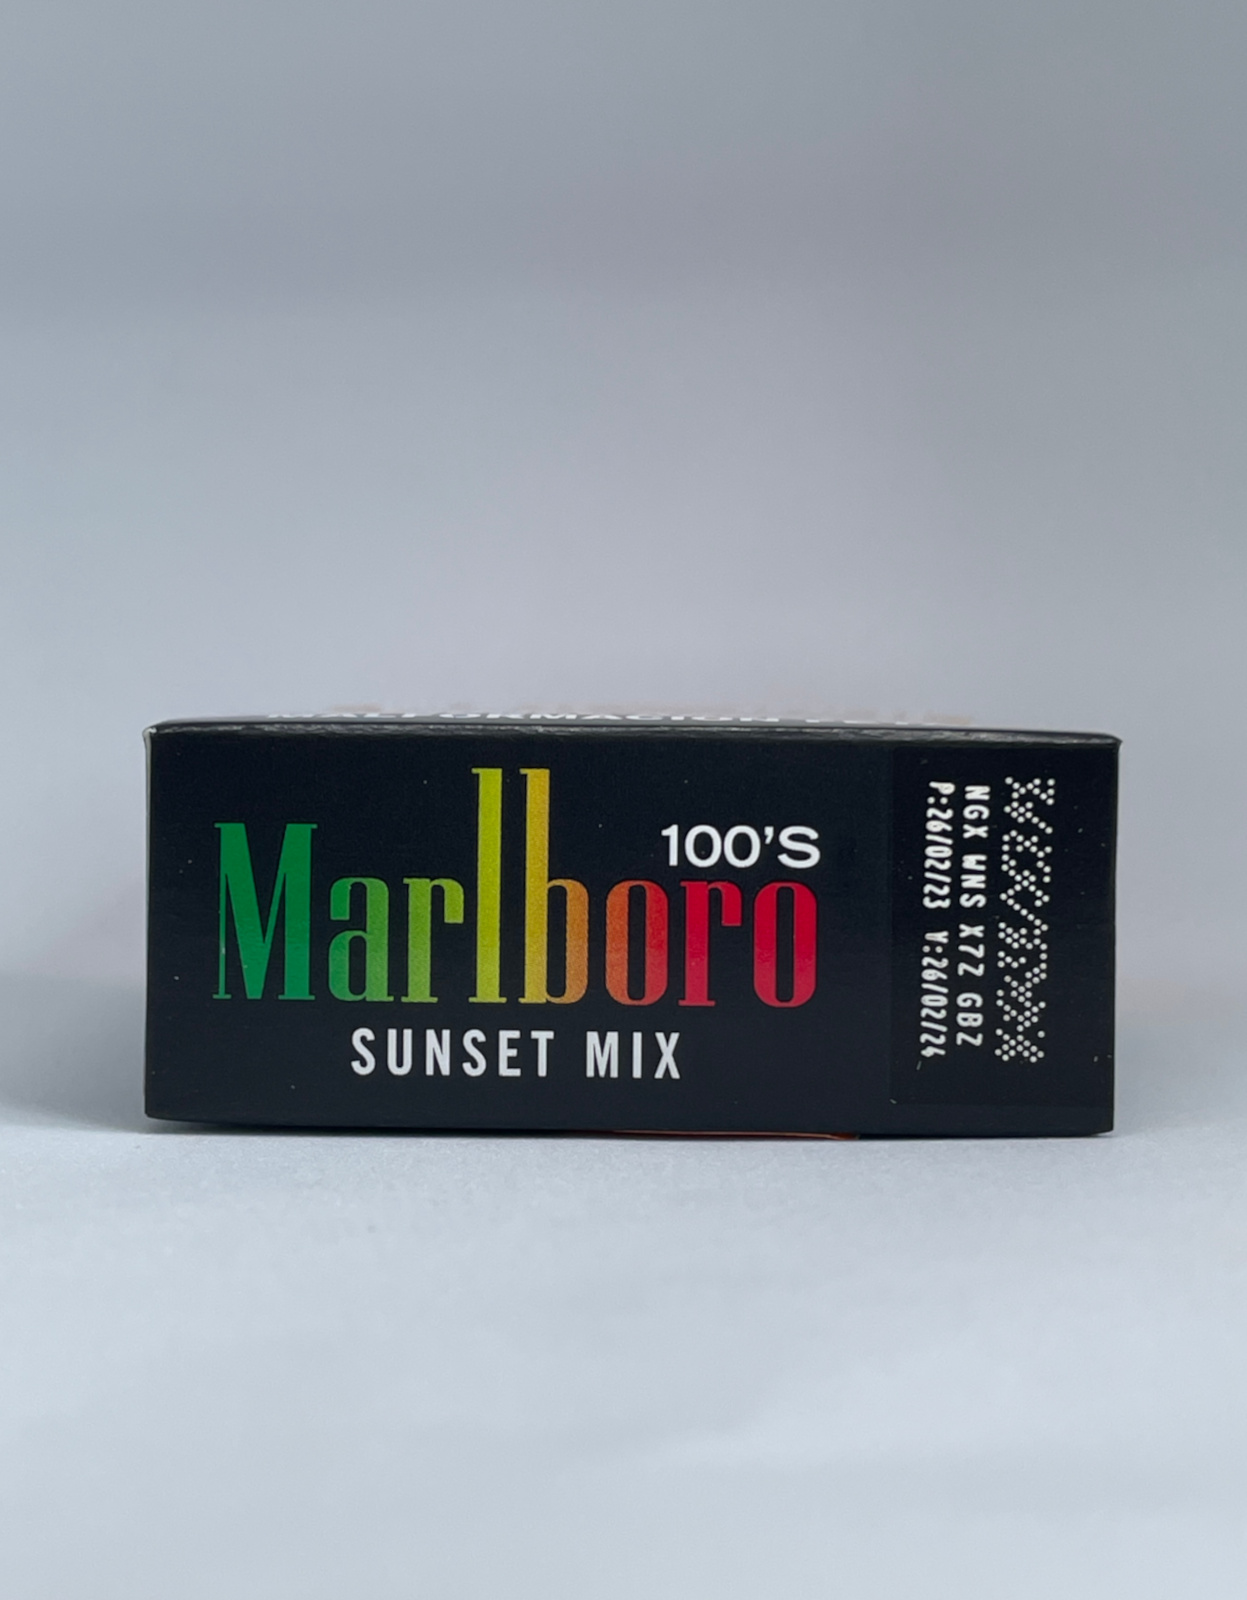 100'S
Marlboro
SUNSET MIX
NGX WNS X7Z GBZ
P:26/02/23 V:26/02/24